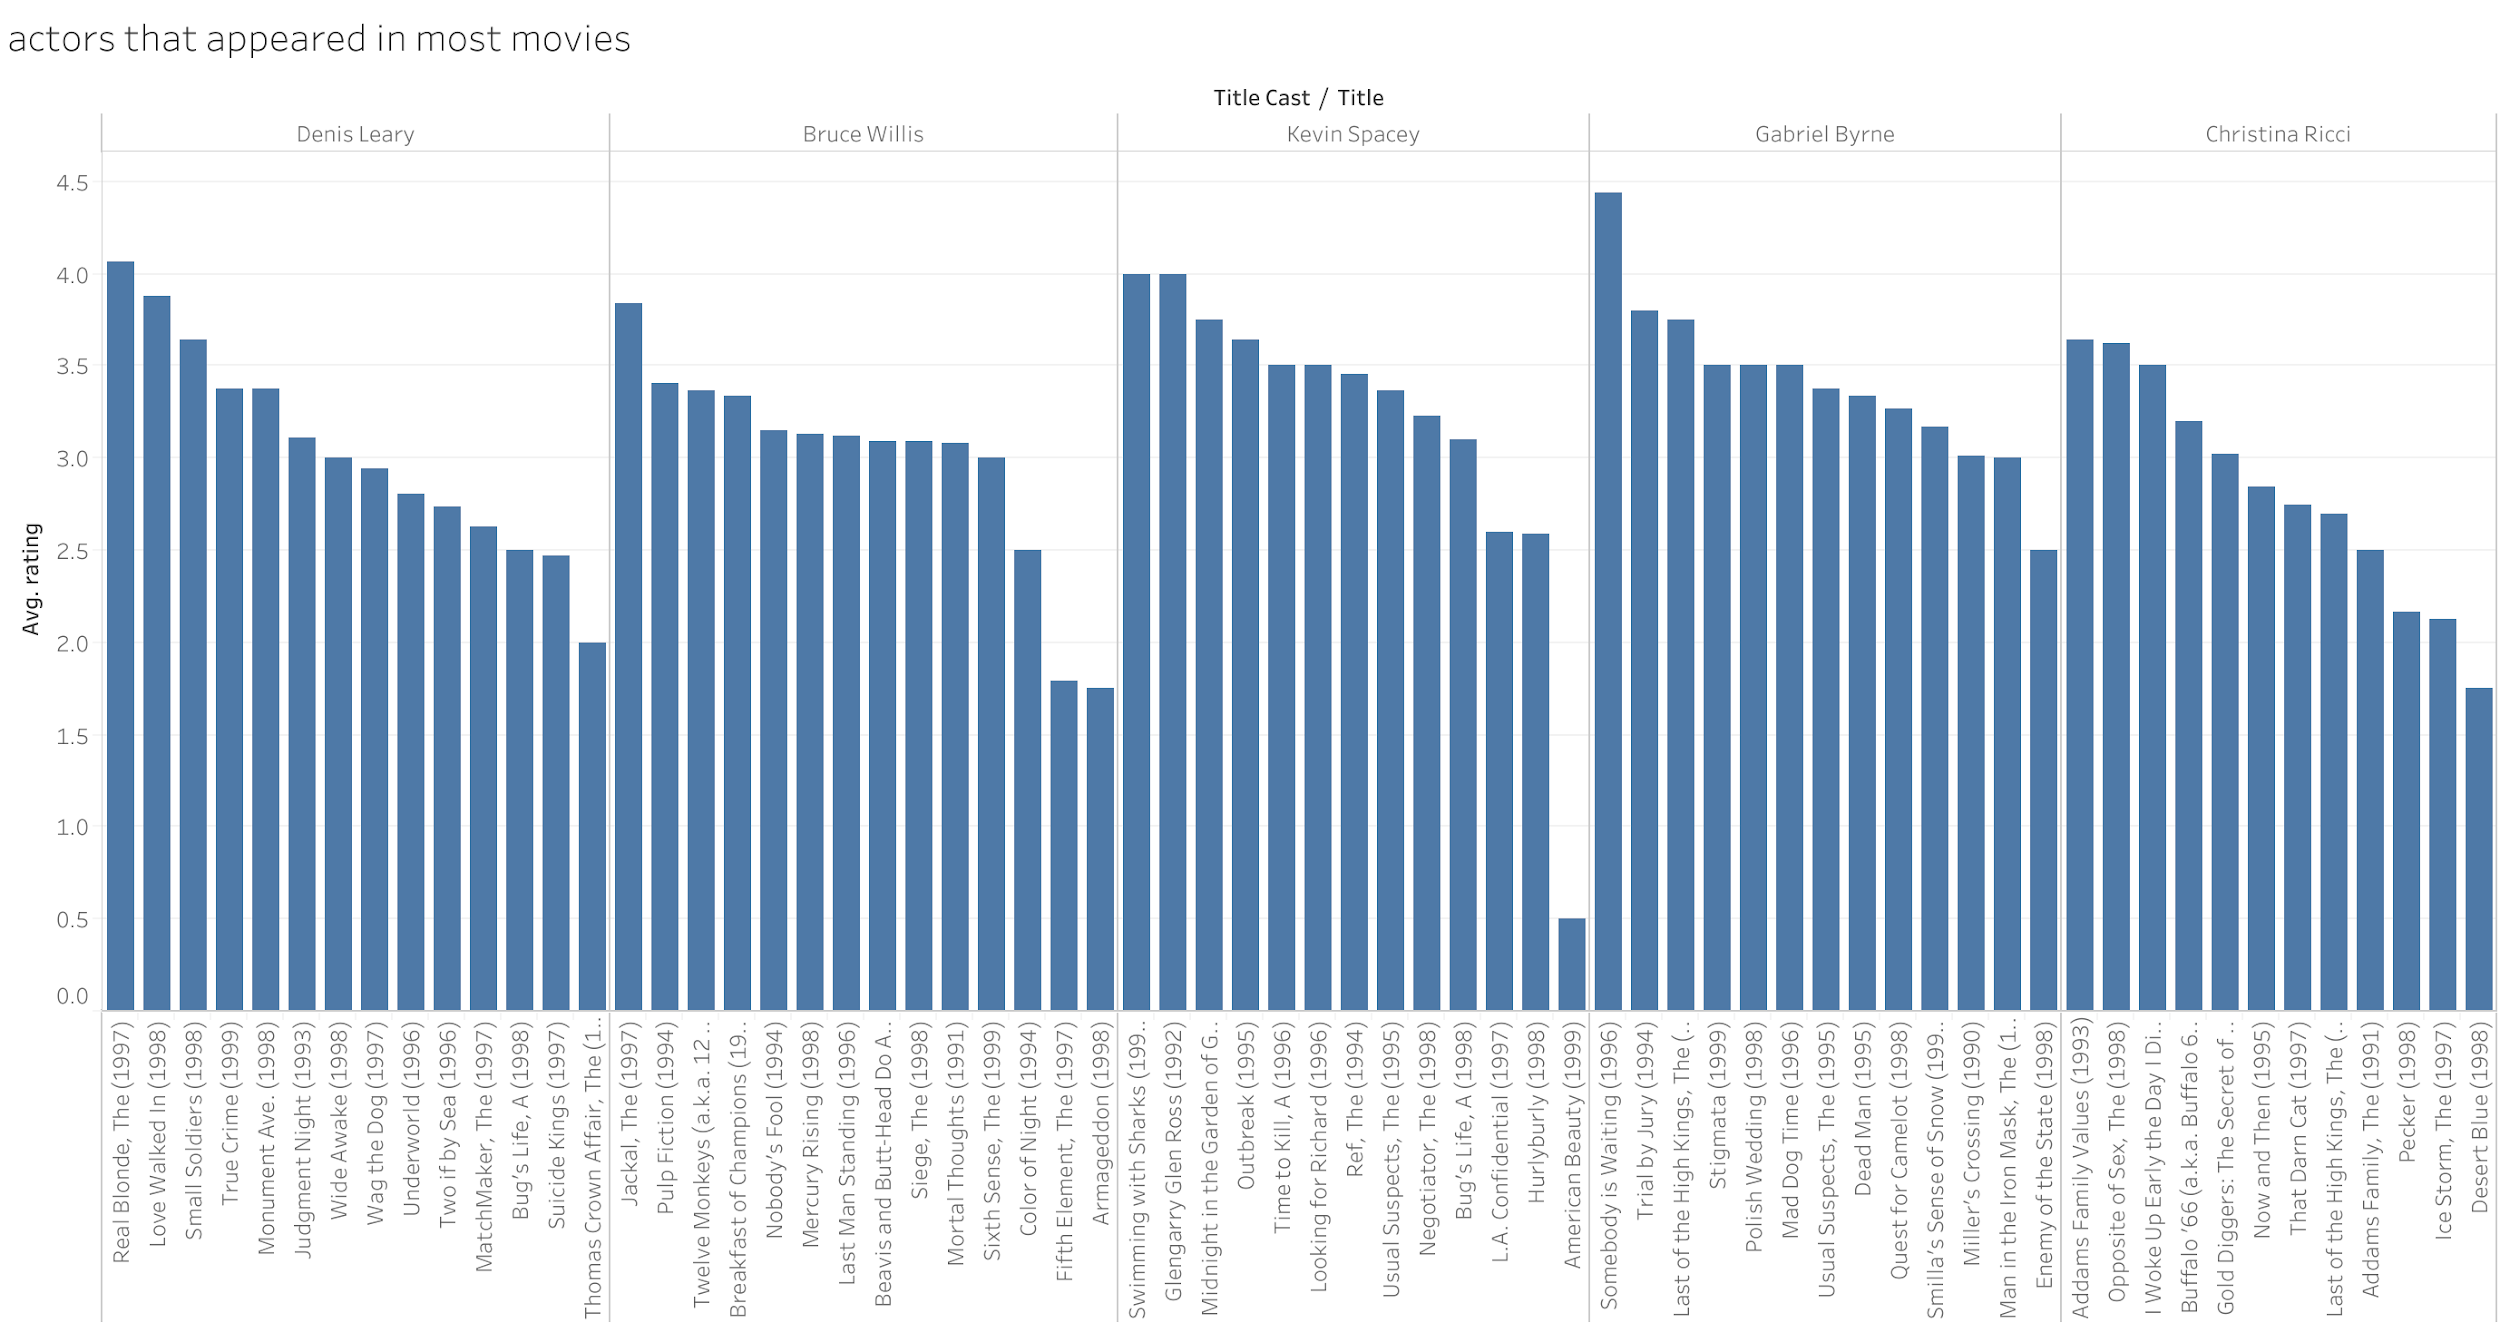 actors that appeared in most movies
Title Cast / Title
Denis Leary
Bruce Willis
Kevin Spacey
Gabriel Byrne
Christina Ricci
Avg. rating
4.5
4.0
3.5
3.0
2.5
2.0
1.5
1.0
0.5
0.0
Real Blonde, The (1997)
Love Walked In (1998)
Small Soldiers (1998)
True Crime (1999)
Monument Ave. (1998)
Judgment Night (1993)
Wide Awake (1998)
Wag the Dog (1997)
Underworld (1996)
Two if by Sea (1996)
MatchMaker, The (1997)
Bug's Life, A (1998)
Suicide Kings (1997)
Thomas Crown Affair, The (1..
Jackal, The (1997)
Pulp Fiction (1994)
Twelve Monkeys (a.k.a. 12 ..
Breakfast of Champions (19..
Nobody's Fool (1994)
Mercury Rising (1998)
Last Man Standing (1996)
Beavis and Butt-Head Do A..
Siege, The (1998)
Mortal Thoughts (1991)
Sixth Sense, The (1999)
Color of Night (1994)
Fifth Element, The (1997)
Armageddon (1998)
Swimming with Sharks (199..
Glengarry Glen Ross (1992)
Midnight in the Garden of G..
Outbreak (1995)
Time to Kill, A (1996)
Looking for Richard (1996)
Ref, The (1994)
Usual Suspects, The (1995)
Negotiator, The (1998)
Bug's Life, A (1998)
L.A. Confidential (1997)
Hurlyburly (1998)
American Beauty (1999)
Somebody is Waiting (1996)
Trial by Jury (1994)
Last of the High Kings, The (..
Stigmata (1999)
Polish Wedding (1998)
Mad Dog Time (1996)
Usual Suspects, The (1995)
Dead Man (1995)
Quest for Camelot (1998)
Smilla's Sense of Snow (199..
Miller's Crossing (1990)
Man in the Iron Mask, The (1..
Enemy of the State (1998)
Addams Family Values (1993)
Opposite of Sex, The (1998)
I Woke Up Early the Day I Di..
Buffalo '66 (a.k.a. Buffalo 6..
Gold Diggers: The Secret of ..
Now and Then (1995)
That Darn Cat (1997)
Last of the High Kings, The (..
Addams Family, The (1991)
Pecker (1998)
Ice Storm, The (1997)
Desert Blue (1998)